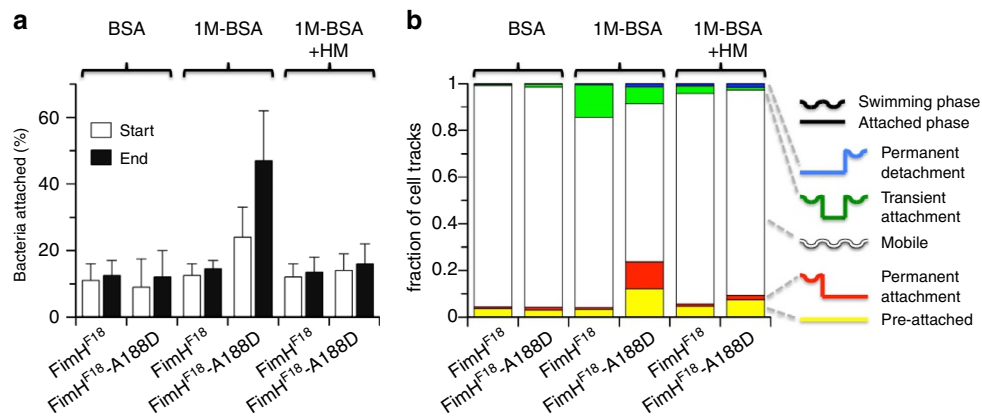 a
BSA
1M-BSA
1M-BSA
+HM
Bacteria attached (%)
60
40
20
0
Start
End
FimH^F18
FimH^F18-A188D
FimH^F18
FimH^F18-A188D
FimH^F18
FimH^F18-A188D
b
BSA
1M-BSA
1M-BSA
+HM
fraction of cell tracks
1
0.8
0.6
0.4
0.2
0
FimH^F18
FimH^F18-A188D
FimH^F18
FimH^F18-A188D
FimH^F18
FimH^F18-A188D
Swimming phase
Attached phase
Permanent
detachment
Transient
attachment
Mobile
Permanent
attachment
Pre-attached